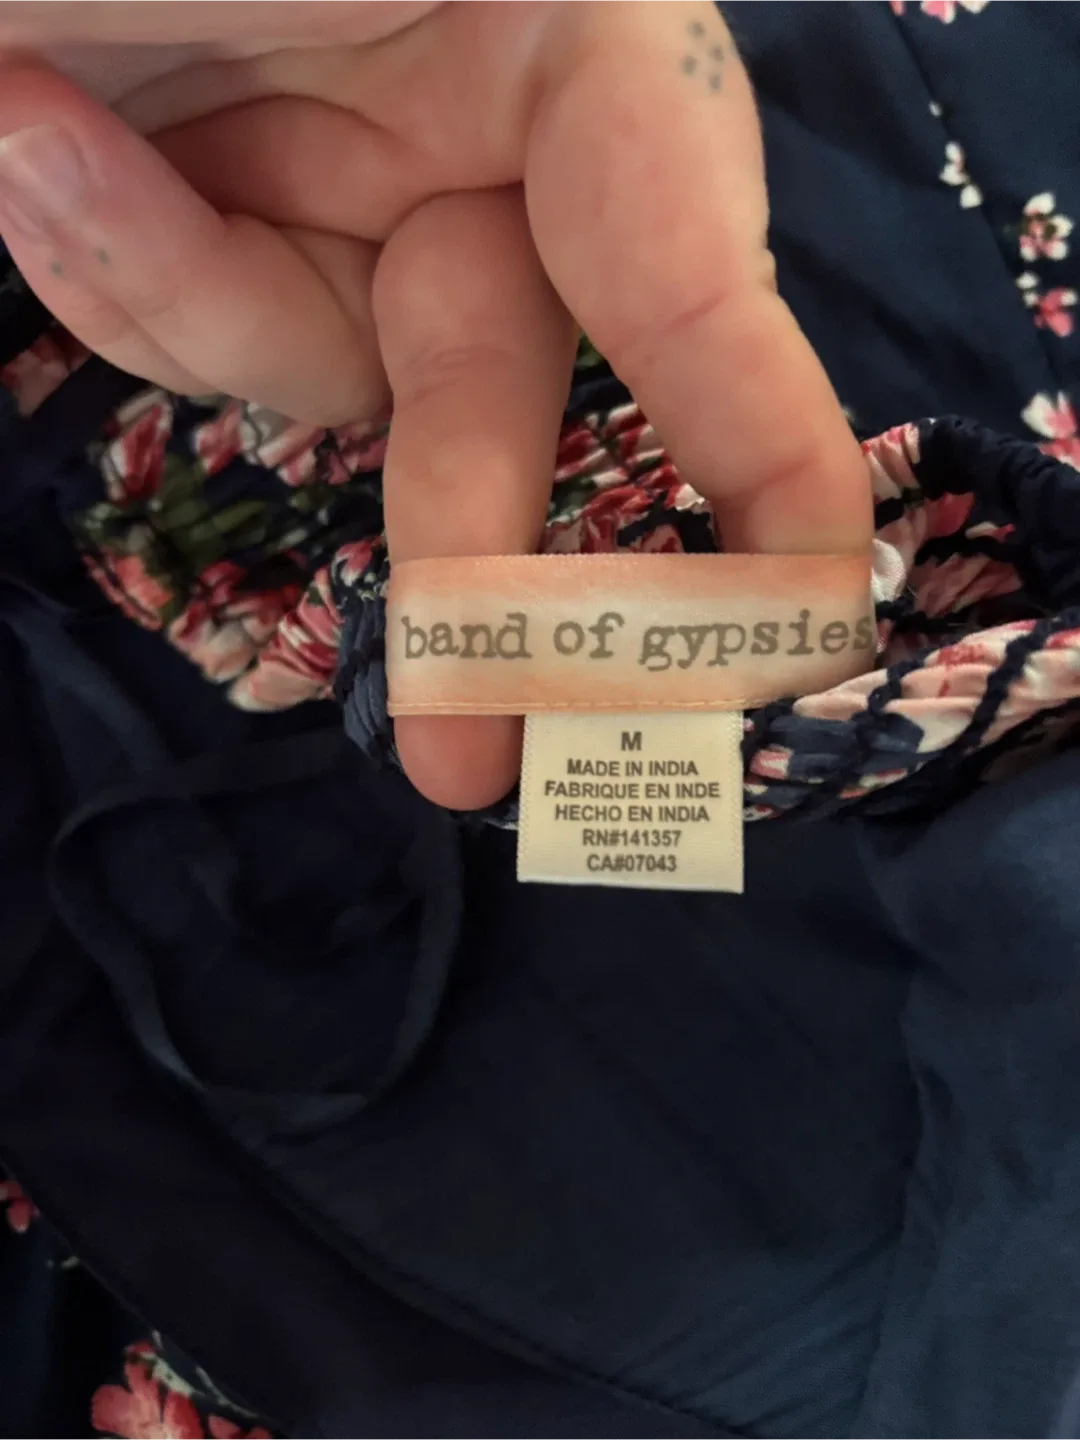 band of gypsies
M
MADE IN INDIA
FABRIQUE EN INDE
HECHO EN INDIA
RN#141357
CA#07043